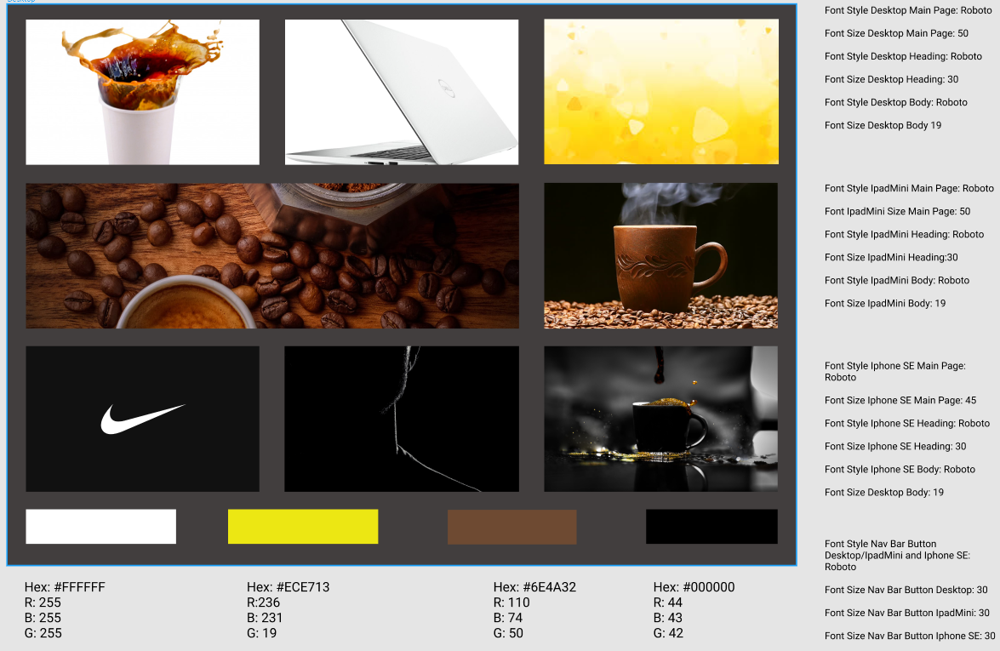 Desktop
Font Style Desktop Main Page: Roboto
Font Size Desktop Main Page: 50
Font Style Desktop Heading: Roboto
Font Size Desktop Heading: 30
Font Style Desktop Body: Roboto
Font Size Desktop Body 19
Font Style IpadMini Main Page: Roboto
Font IpadMini Size Main Page: 50
Font Style IpadMini Heading: Roboto
Font Size IpadMini Heading:30
Font Style IpadMini Body: Roboto
Font Size IpadMini Body: 19
Font Style Iphone SE Main Page:
Roboto
Font Size Iphone SE Main Page: 45
Font Style Iphone SE Heading: Roboto
Font Size Iphone SE Heading: 30
Font Style Iphone SE Body: Roboto
Font Size Desktop Body: 19
Font Style Nav Bar Button
Desktop/IpadMini and Iphone SE:
Roboto
Font Size Nav Bar Button Desktop: 30
Font Size Nav Bar Button IpadMini: 30
Font Size Nav Bar Button Iphone SE: 30
Hex: #FFFFFF
R: 255
B: 255
G: 255
Hex: #ECE713
R:236
B: 231
G: 19
Hex: #6E4A32
R: 110
B: 74
G: 50
Hex: #000000
R: 44
B: 43
G: 42